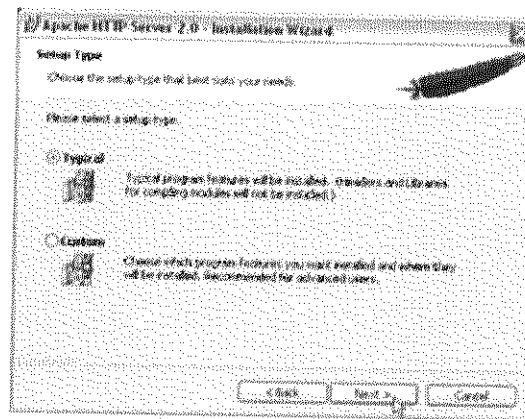 Apache HTTP Server 2.0 - Installation Wizard
Setup Type
Choose the setup type that best suits your needs.
Please select a setup type.
Typical
Typical program features will be installed. (Headers and Libraries
for compiling modules will not be installed.)
Custom
Choose which program features you want installed and where they
will be installed. Recommended for advanced users.
< Back
Next >
Cancel